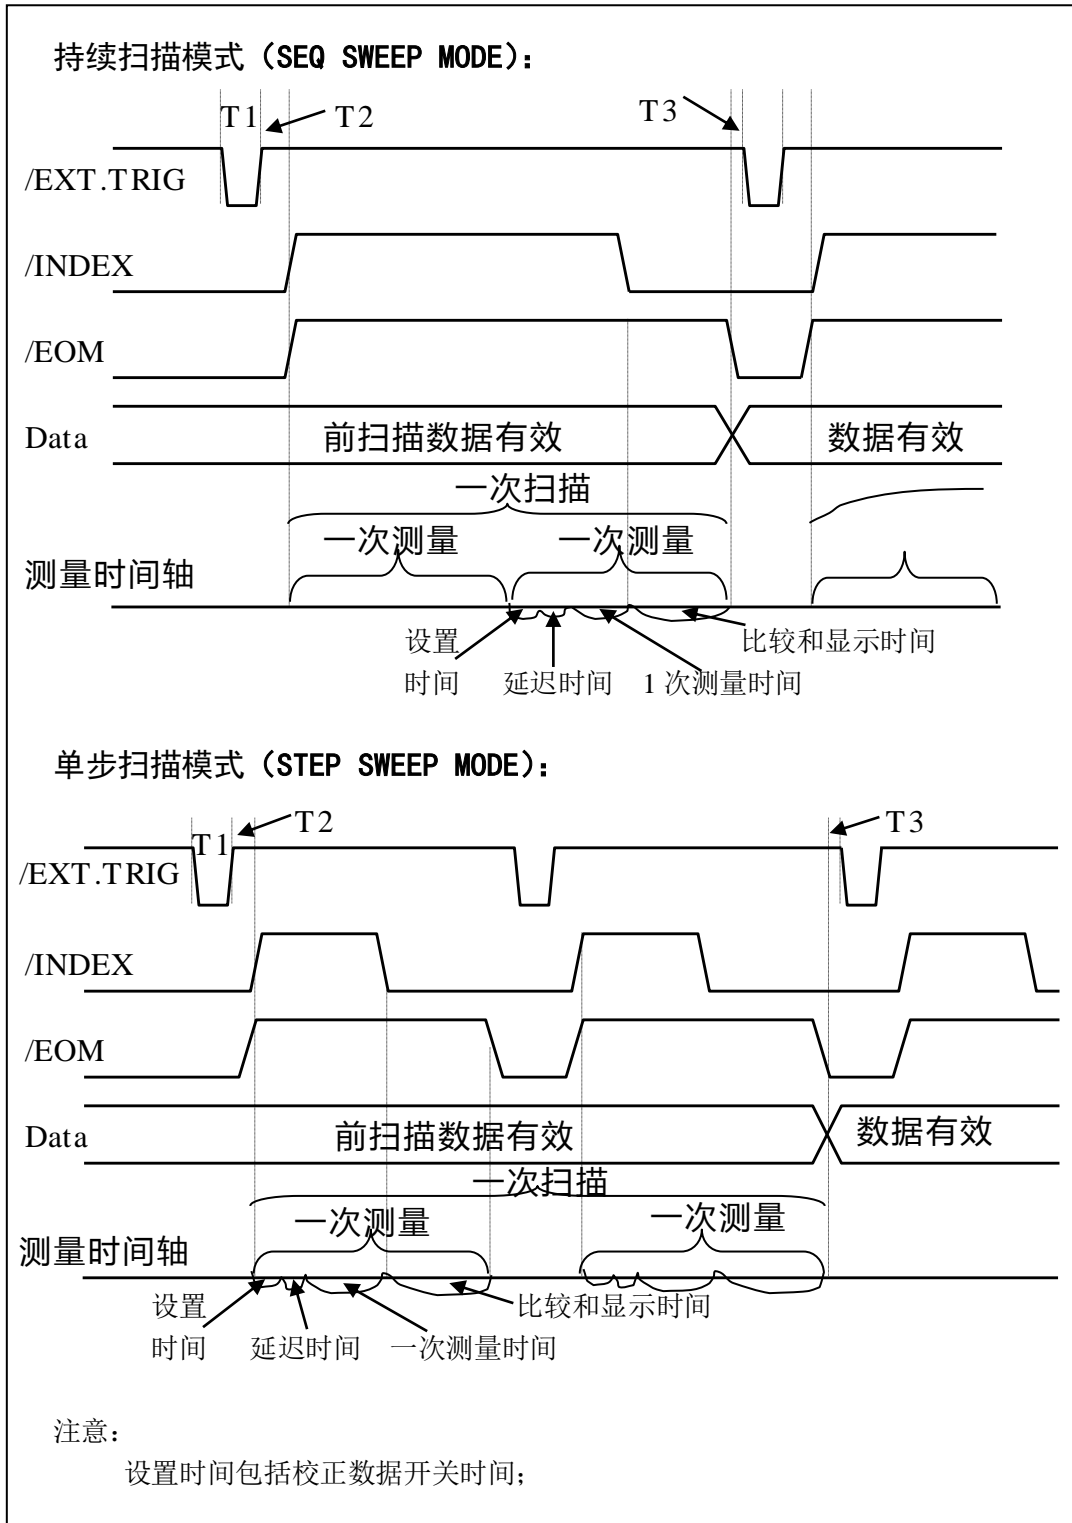 持续扫描模式（SEQ SWEEP MODE）：
T1
T2
T3
/EXT.TRIG
/INDEX
/EOM
Data
前扫描数据有效
数据有效
一次扫描
一次测量
一次测量
测量时间轴
设置
时间
延迟时间
1 次测量时间
比较和显示时间
单步扫描模式（STEP SWEEP MODE）：
T1
T2
T3
/EXT.TRIG
/INDEX
/EOM
Data
前扫描数据有效
数据有效
一次扫描
一次测量
一次测量
测量时间轴
设置
时间
延迟时间
一次测量时间
比较和显示时间
注意：
设置时间包括校正数据开关时间；